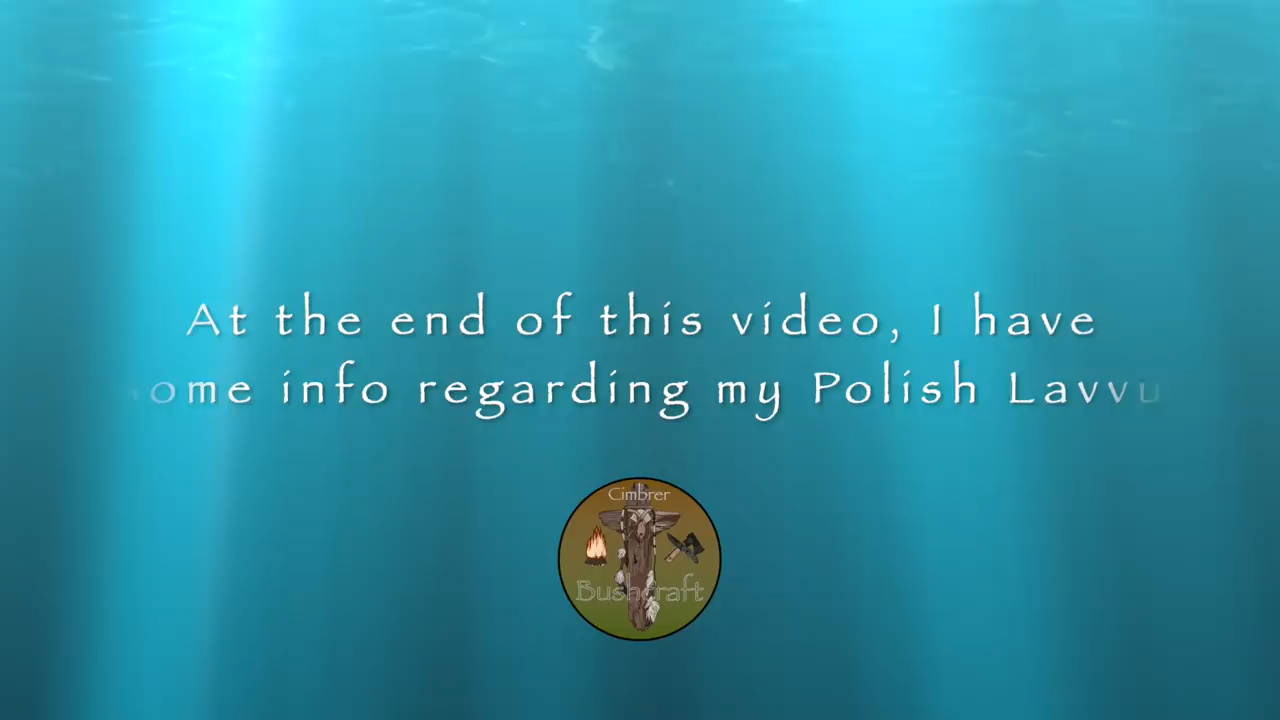 At the end of this video, I have
some info regarding my Polish Lavvu
Cimbrer
Bushcraft